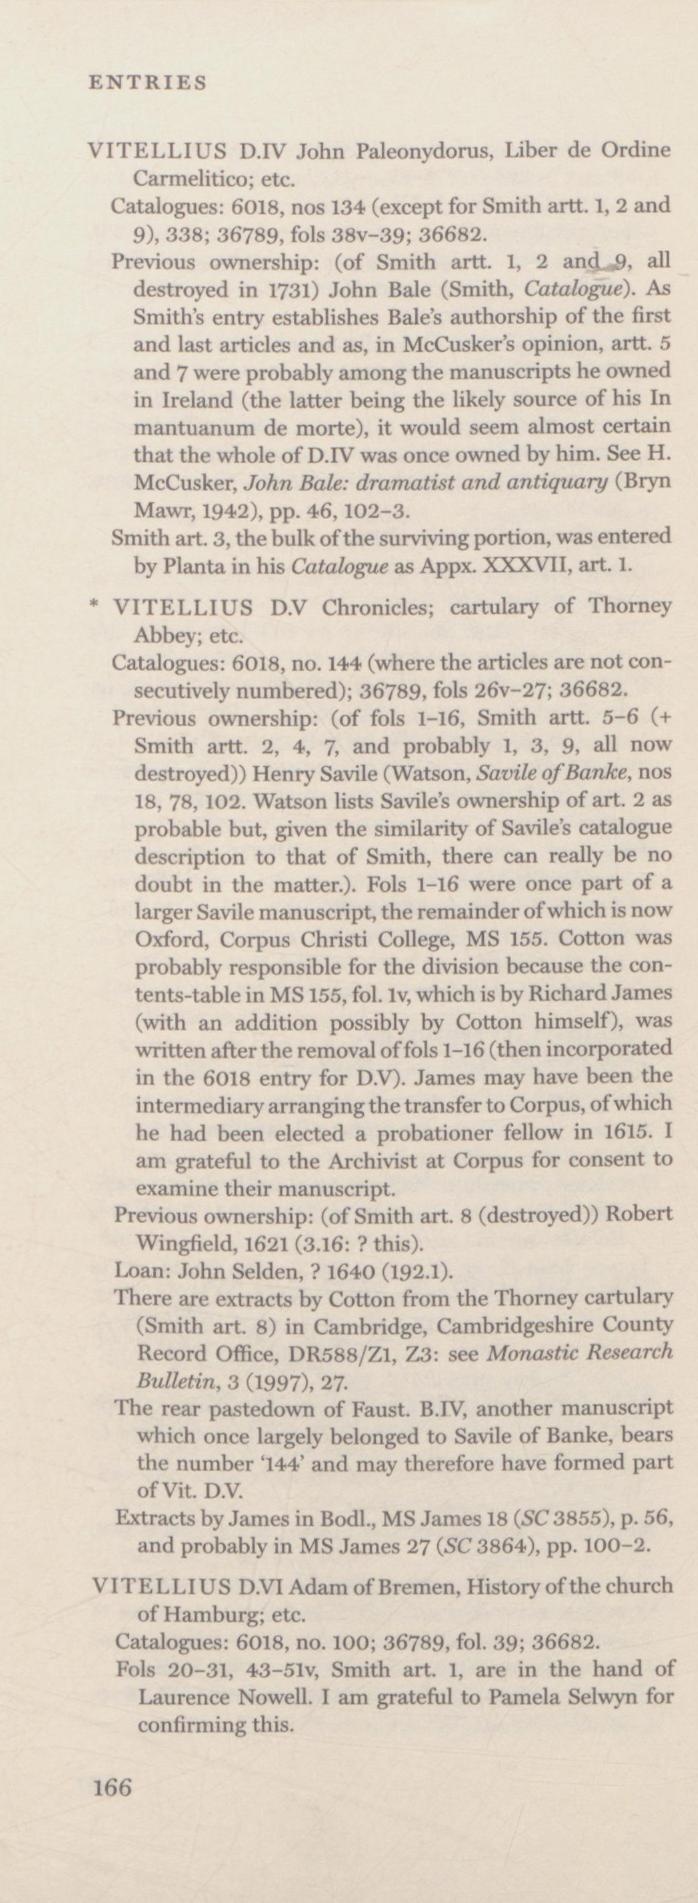 ENTRIES
VITELLIUS D.IV John Paleonydorus, Liber de Ordine
Carmelitico; etc.
Catalogues: 6018, nos 134 (except for Smith artt. 1, 2 and
9), 338; 36789, fols 38v–39; 36682.
Previous ownership: (of Smith artt. 1, 2 and 9, all
destroyed in 1731) John Bale (Smith, Catalogue). As
Smith's entry establishes Bale's authorship of the first
and last articles and as, in McCusker's opinion, artt. 5
and 7 were probably among the manuscripts he owned
in Ireland (the latter being the likely source of his In
mantuanum de morte), it would seem almost certain
that the whole of D.IV was once owned by him. See H.
McCusker, John Bale: dramatist and antiquary (Bryn
Mawr, 1942), pp. 46, 102–3.
Smith art. 3, the bulk of the surviving portion, was entered
by Planta in his Catalogue as Appx. XXXVII, art. 1.
* VITELLIUS D.V Chronicles; cartulary of Thorney
Abbey; etc.
Catalogues: 6018, no. 144 (where the articles are not con-
secutively numbered); 36789, fols 26v–27; 36682.
Previous ownership: (of fols 1–16, Smith artt. 5–6 (+
Smith artt. 2, 4, 7, and probably 1, 3, 9, all now
destroyed)) Henry Savile (Watson, Savile of Banke, nos
18, 78, 102. Watson lists Savile's ownership of art. 2 as
probable but, given the similarity of Savile's catalogue
description to that of Smith, there can really be no
doubt in the matter.). Fols 1–16 were once part of a
larger Savile manuscript, the remainder of which is now
Oxford, Corpus Christi College, MS 155. Cotton was
probably responsible for the division because the con-
tents-table in MS 155, fol. 1v, which is by Richard James
(with an addition possibly by Cotton himself), was
written after the removal of fols 1–16 (then incorporated
in the 6018 entry for D.V). James may have been the
intermediary arranging the transfer to Corpus, of which
he had been elected a probationer fellow in 1615. I
am grateful to the Archivist at Corpus for consent to
examine their manuscript.
Previous ownership: (of Smith art. 8 (destroyed)) Robert
Wingfield, 1621 (3.16: ? this).
Loan: John Selden, ? 1640 (192.1).
There are extracts by Cotton from the Thorney cartulary
(Smith art. 8) in Cambridge, Cambridgeshire County
Record Office, DR588/Z1, Z3: see Monastic Research
Bulletin, 3 (1997), 27.
The rear pastedown of Faust. B.IV, another manuscript
which once largely belonged to Savile of Banke, bears
the number '144' and may therefore have formed part
of Vit. D.V.
Extracts by James in Bodl., MS James 18 (SC 3855), p. 56,
and probably in MS James 27 (SC 3864), pp. 100–2.
VITELLIUS D.VI Adam of Bremen, History of the church
of Hamburg; etc.
Catalogues: 6018, no. 100; 36789, fol. 39; 36682.
Fols 20–31, 43–51v, Smith art. 1, are in the hand of
Laurence Nowell. I am grateful to Pamela Selwyn for
confirming this.
166